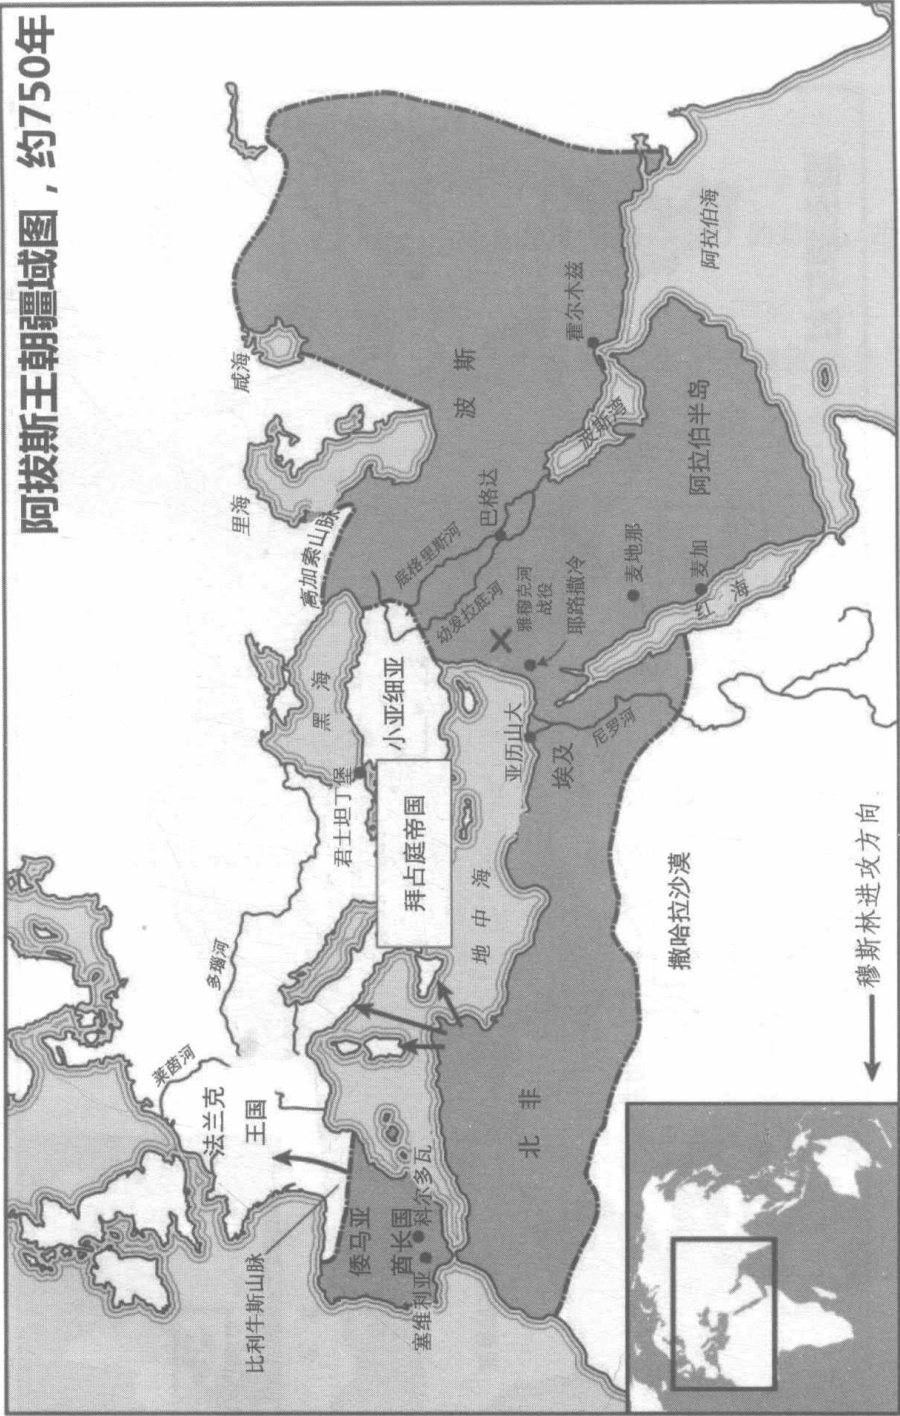 阿拔斯王朝疆域图，约750年
咸海
里海
高加索山脉
黑海
君士坦丁堡
多瑙河
莱茵河
法兰克
王国
比利牛斯山脉
倭马亚
酋长国
科尔多瓦
塞维利亚
小亚细亚
拜占庭帝国
地中海
底格里斯河
幼发拉底河
巴格达
波斯
霍尔木兹
波斯湾
阿拉伯海
阿拉伯半岛
雅穆克河
战役
耶路撒冷
麦地那
麦加
红海
亚历山大
埃及
尼罗河
北非
撒哈拉沙漠
穆斯林进攻方向